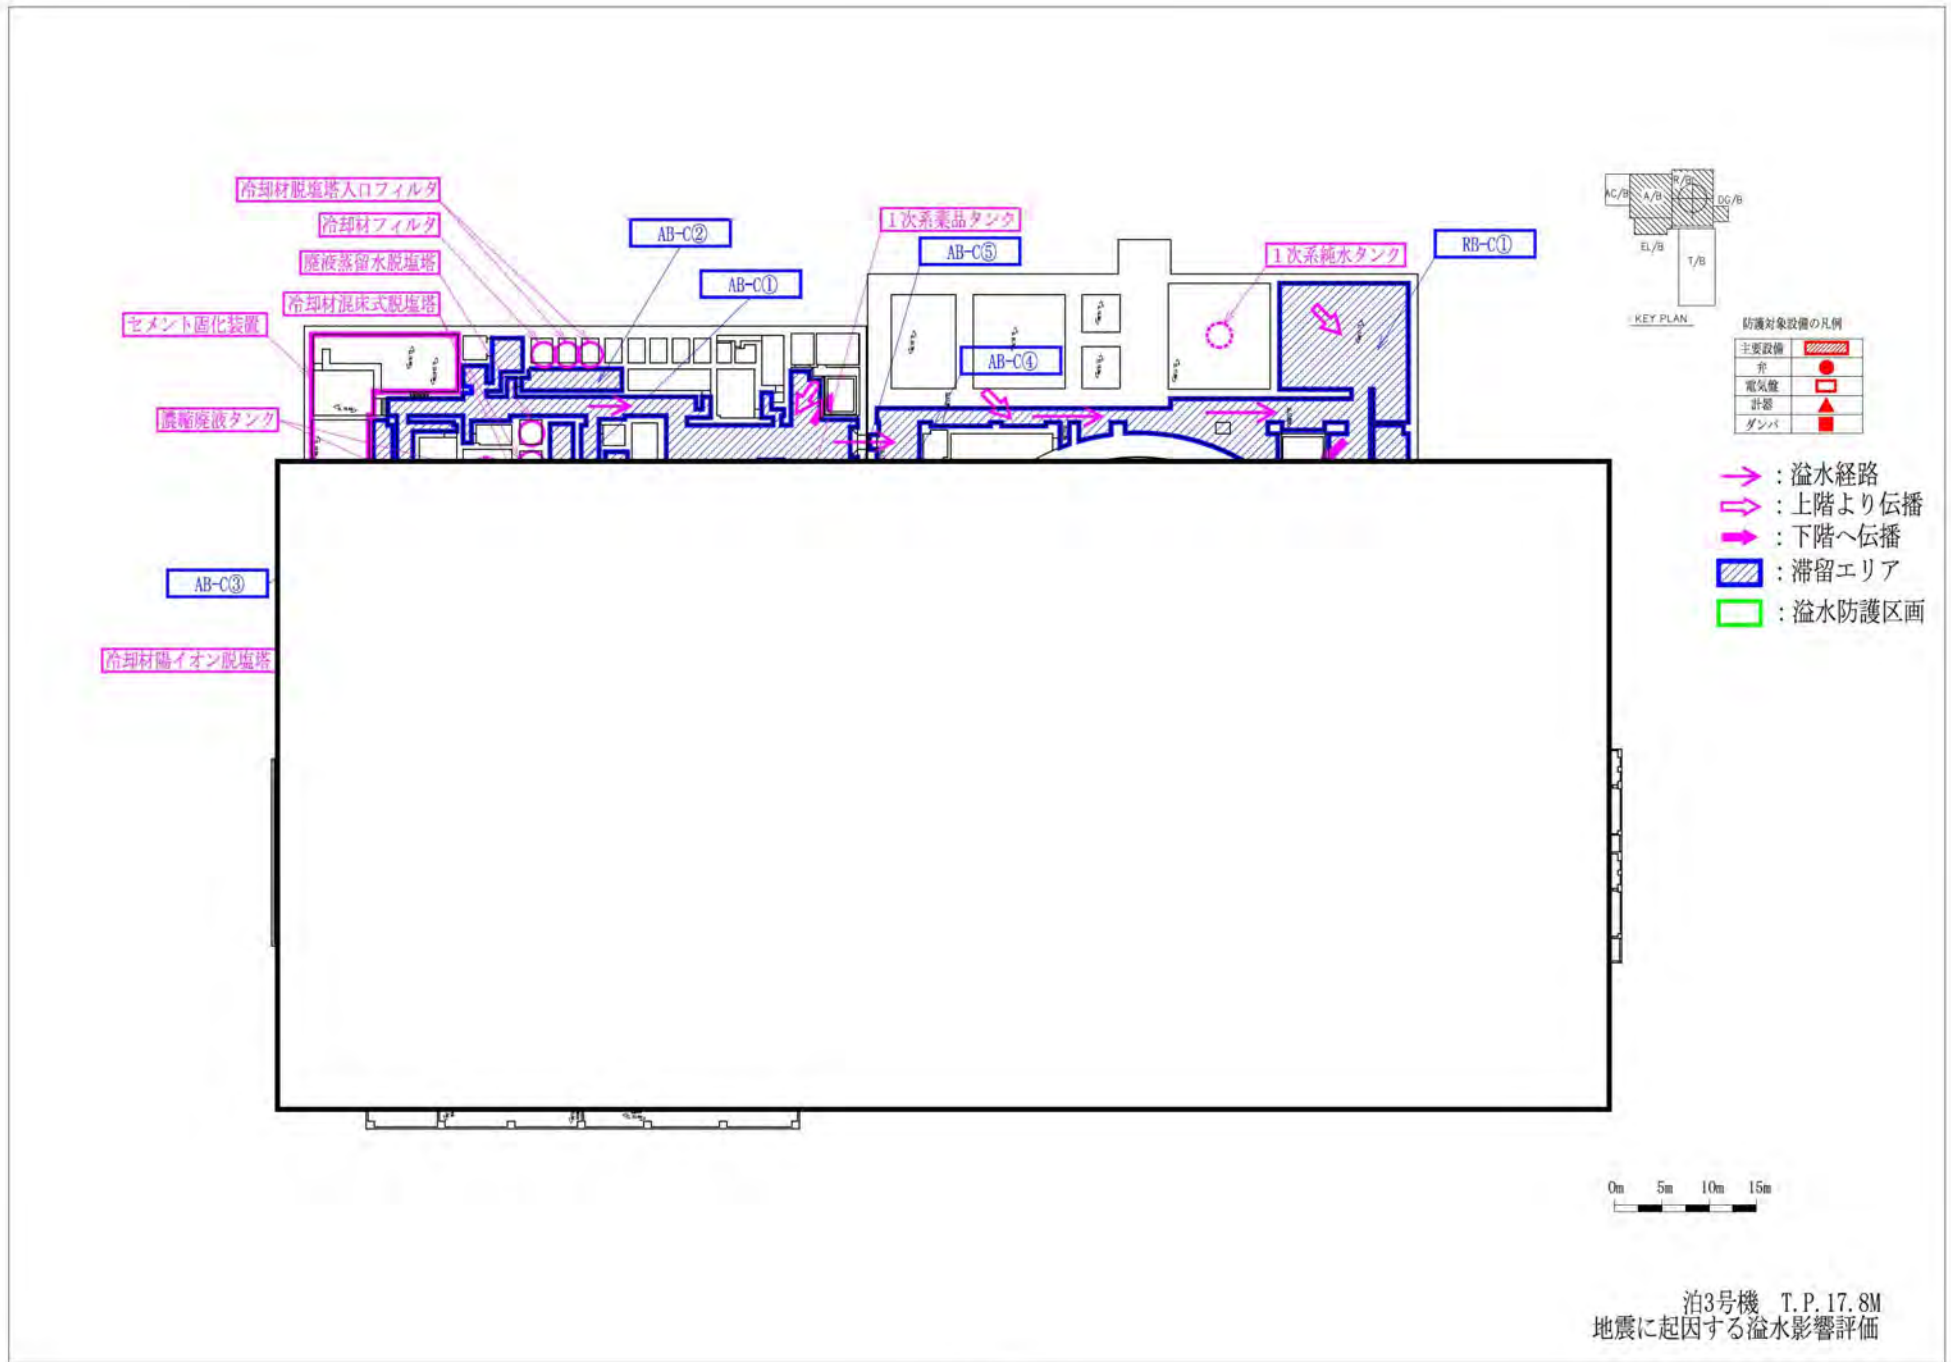 冷却材脱塩塔入口フィルタ
冷却材フィルタ
廃液蒸留水脱塩塔
冷却材混床式脱塩塔
セメント固化装置
濃縮廃液タンク
AB-C②
AB-C①
1次系薬品タンク
AB-C⑤
AB-C④
1次系純水タンク
RB-C①
AB-C③
冷却材陽イオン脱塩塔
AC/B
A/B
R/B
DG/B
EL/B
T/B
KEY PLAN
防護対象設備の凡例
主要設備
弁
電気盤
計器
ダンパ
：溢水経路
：上階より伝播
：下階へ伝播
：滞留エリア
：溢水防護区画
0m 5m 10m 15m
泊3号機 T.P.17.8M
地震に起因する溢水影響評価